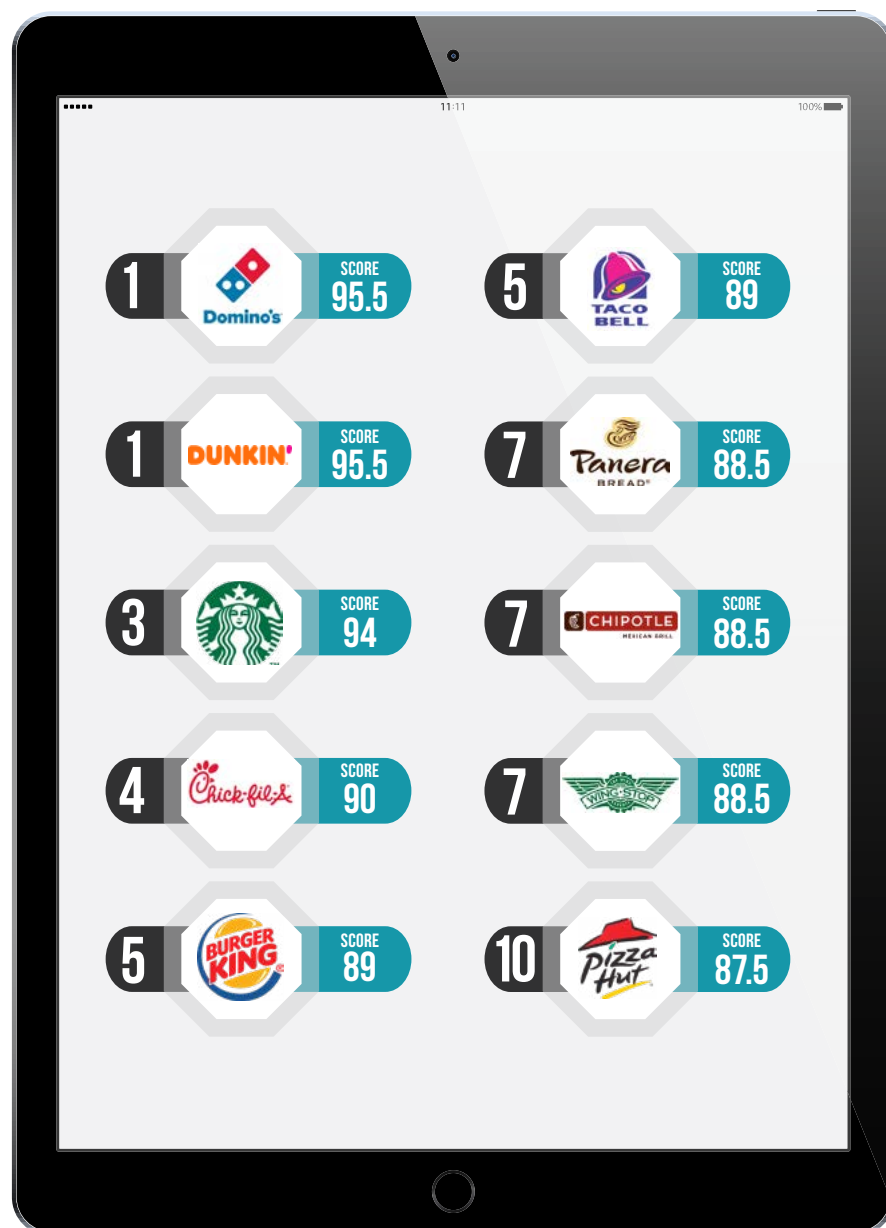 11:11
100%
1
Domino's
SCORE
95.5
1
DUNKIN'
SCORE
95.5
3
TM
SCORE
94
4
Chick-fil-A
SCORE
90
5
BURGER
KING®
SCORE
89
5
TACO
BELL
SCORE
89
7
Panera
BREAD®
SCORE
88.5
7
CHIPOTLE
MEXICAN GRILL
SCORE
88.5
7
WING·STOP
SCORE
88.5
10
Pizza
Hut
SCORE
87.5